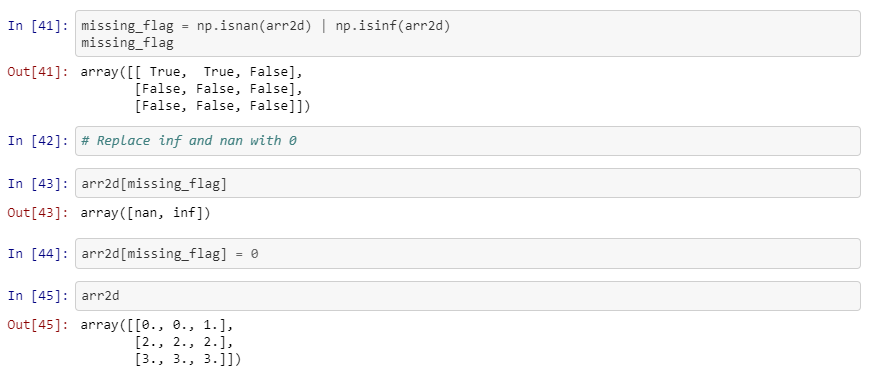 In [41]: missing_flag = np.isnan(arr2d) | np.isinf(arr2d)
missing_flag
Out[41]: array([[ True,  True, False],
       [False, False, False],
       [False, False, False]])
In [42]: # Replace inf and nan with 0
In [43]: arr2d[missing_flag]
Out[43]: array([nan, inf])
In [44]: arr2d[missing_flag] = 0
In [45]: arr2d
Out[45]: array([[0., 0., 1.],
       [2., 2., 2.],
       [3., 3., 3.]])